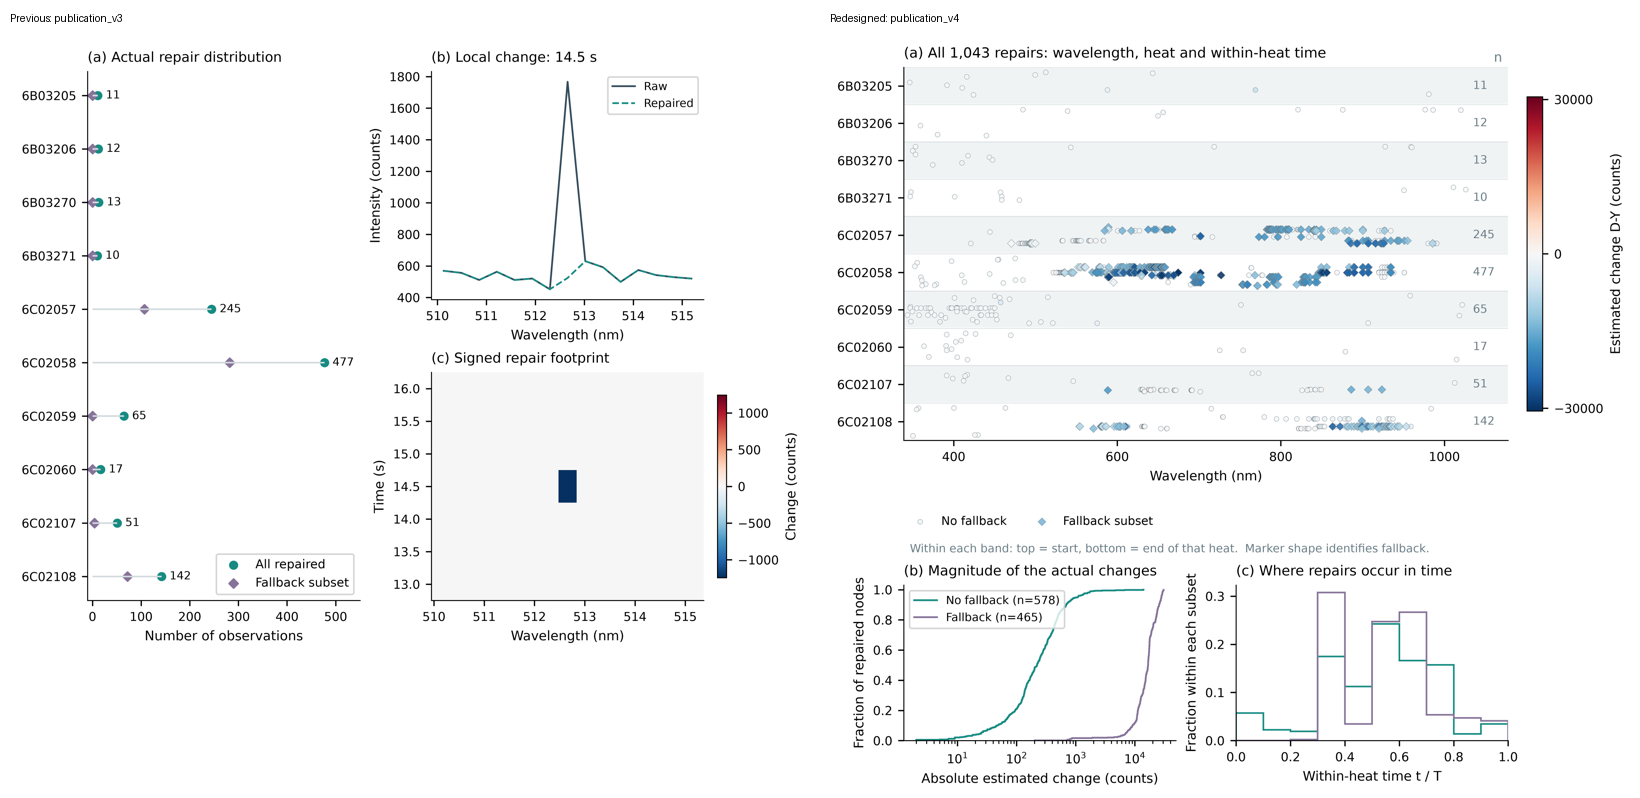 Previous: publication_v3
(a) Actual repair distribution
6B03205
11
6B03206
12
6B03270
13
6B03271
10
6C02057
245
6C02058
477
6C02059
65
6C02060
17
6C02107
51
6C02108
142
All repaired
Fallback subset
0 100 200 300 400 500
Number of observations
(b) Local change: 14.5 s
Intensity (counts)
1800
1600
1400
1200
1000
800
600
400
Raw
Repaired
510 511 512 513 514 515
Wavelength (nm)
(c) Signed repair footprint
Time (s)
16.0
15.5
15.0
14.5
14.0
13.5
13.0
510 511 512 513 514 515
Wavelength (nm)
1000
500
0
−500
−1000
Change (counts)
Redesigned: publication_v4
(a) All 1,043 repairs: wavelength, heat and within-heat time
n
6B03205
11
6B03206
12
6B03270
13
6B03271
10
6C02057
245
6C02058
477
6C02059
65
6C02060
17
6C02107
51
6C02108
142
400 600 800 1000
Wavelength (nm)
30000
0
−30000
Estimated change D-Y (counts)
No fallback
Fallback subset
Within each band: top = start, bottom = end of that heat. Marker shape identifies fallback.
(b) Magnitude of the actual changes
Fraction of repaired nodes
1.0
0.8
0.6
0.4
0.2
0.0
No fallback (n=578)
Fallback (n=465)
10¹ 10² 10³ 10⁴
Absolute estimated change (counts)
(c) Where repairs occur in time
Fraction within each subset
0.3
0.2
0.1
0.0
0.0 0.2 0.4 0.6 0.8 1.0
Within-heat time t / T